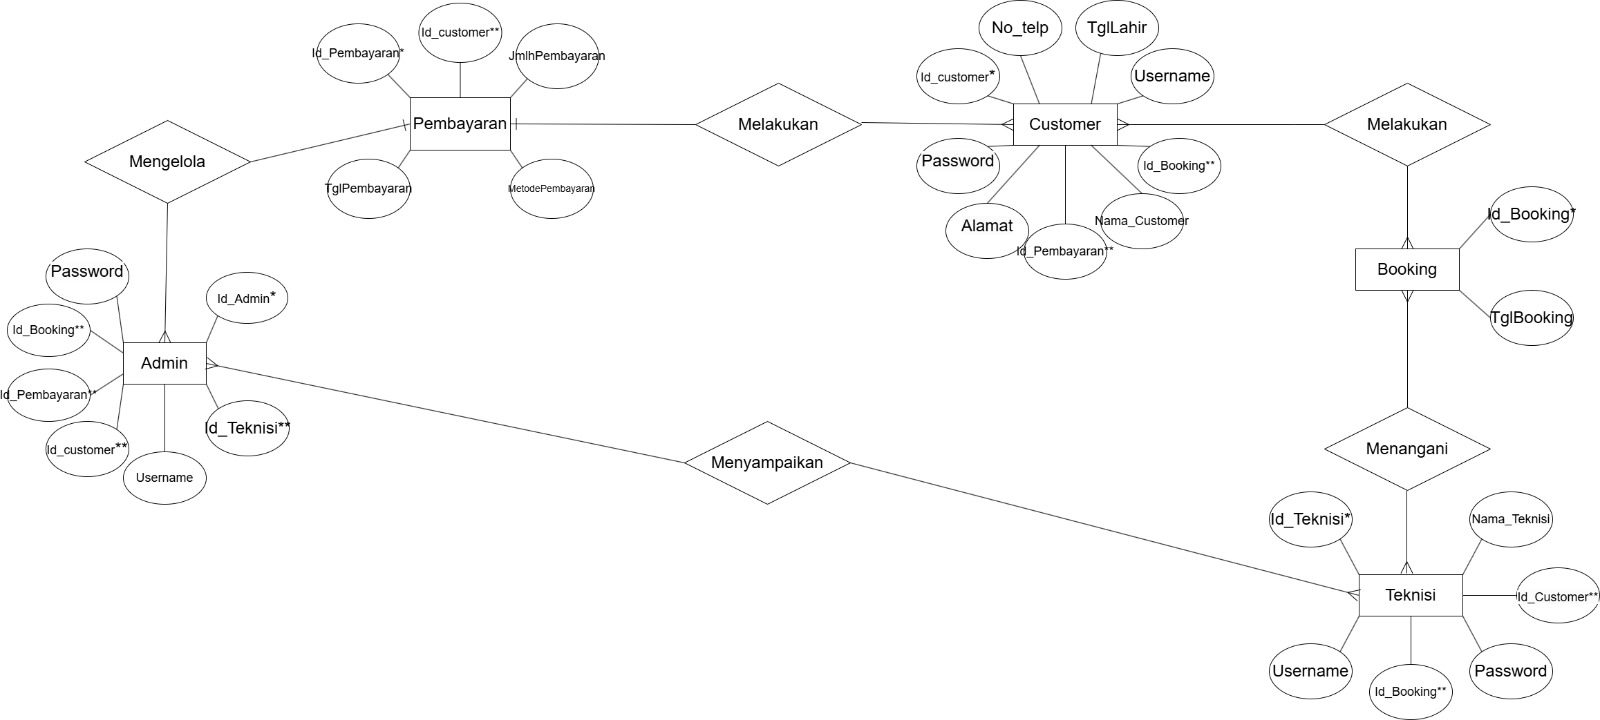 No_telp
TglLahir
Id_customer**
Id_Pembayaran*
JmlhPembayaran
Id_customer*
Username
Pembayaran
Melakukan
Customer
Melakukan
Mengelola
Password
Id_Booking**
TglPembayaran
MetodePembayaran
Alamat
Nama_Customer
Id_Pembayaran**
Id_Booking*
Booking
TglBooking
Password
Id_Admin*
Id_Booking**
Admin
Id_Pembayaran**
Id_customer**
Id_Teknisi**
Username
Menyampaikan
Menangani
Id_Teknisi*
Nama_Teknisi
Teknisi
Id_Customer**
Username
Id_Booking**
Password